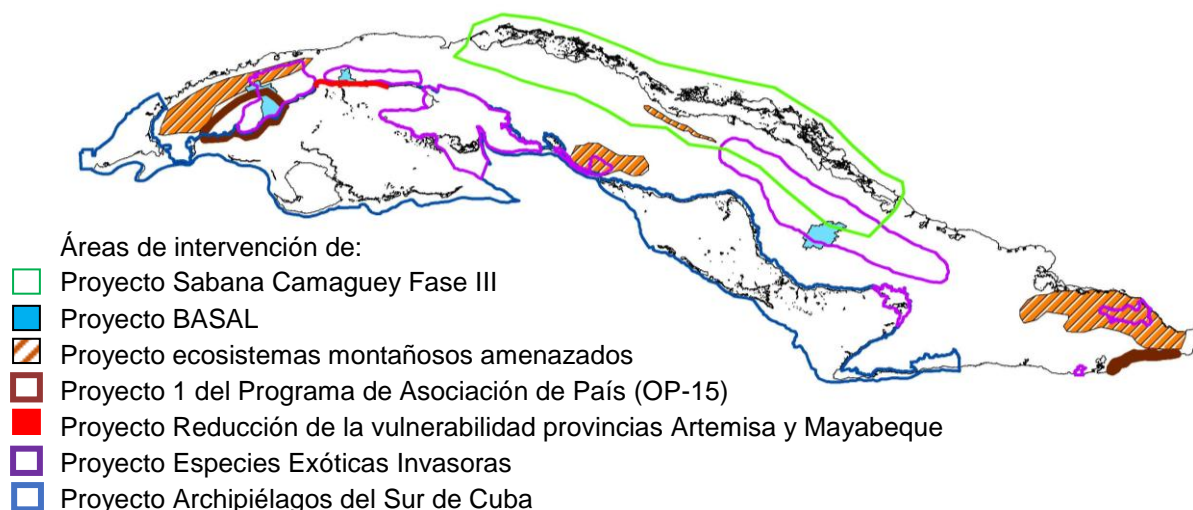 Áreas de intervención de:
Proyecto Sabana Camaguey Fase III
Proyecto BASAL
Proyecto ecosistemas montañosos amenazados
Proyecto 1 del Programa de Asociación de País (OP-15)
Proyecto Reducción de la vulnerabilidad provincias Artemisa y Mayabeque
Proyecto Especies Exóticas Invasoras
Proyecto Archipiélagos del Sur de Cuba